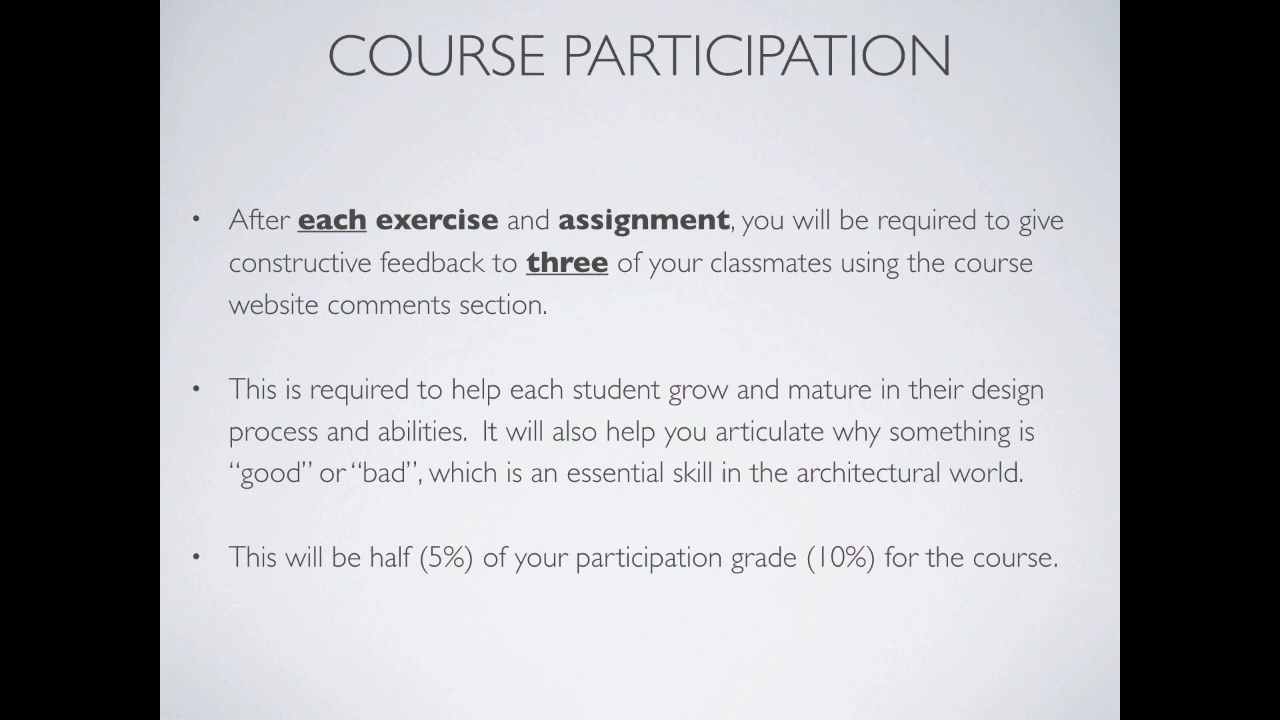 COURSE PARTICIPATION
• After each exercise and assignment, you will be required to give
constructive feedback to three of your classmates using the course
website comments section.
• This is required to help each student grow and mature in their design
process and abilities.  It will also help you articulate why something is
“good” or “bad”, which is an essential skill in the architectural world.
• This will be half (5%) of your participation grade (10%) for the course.